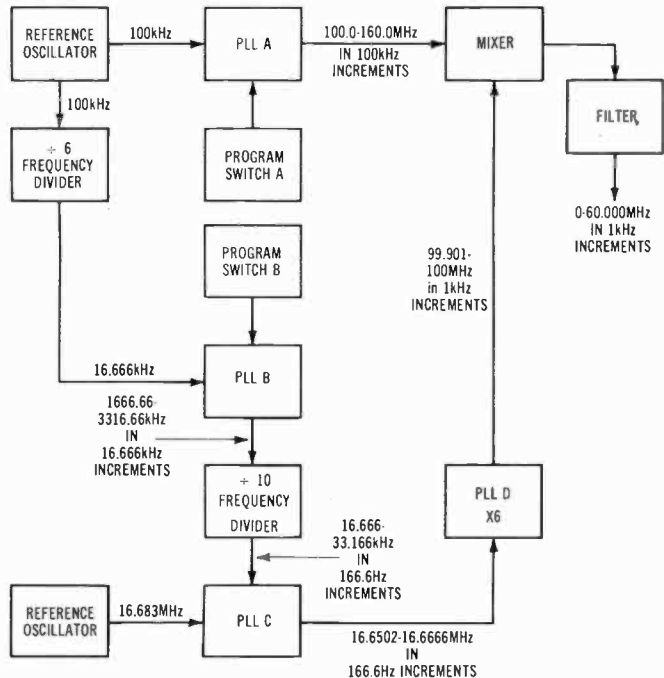 REFERENCE
OSCILLATOR
100kHz
PLL A
100.0-160.0MHz
IN 100kHz
INCREMENTS
MIXER
100kHz
FILTER
÷ 6
FREQUENCY
DIVIDER
PROGRAM
SWITCH A
0-60.000MHz
IN 1kHz
INCREMENTS
PROGRAM
SWITCH B
99.901-
100MHz
in 1kHz
INCREMENTS
16.666kHz
PLL B
1666.66-
3316.66kHz
IN
16.666kHz
INCREMENTS
÷ 10
FREQUENCY
DIVIDER
PLL D
X6
16.666-
33.166kHz
IN
166.6Hz
INCREMENTS
REFERENCE
OSCILLATOR
16.683MHz
PLL C
16.6502-16.6666MHz
IN
166.6Hz INCREMENTS